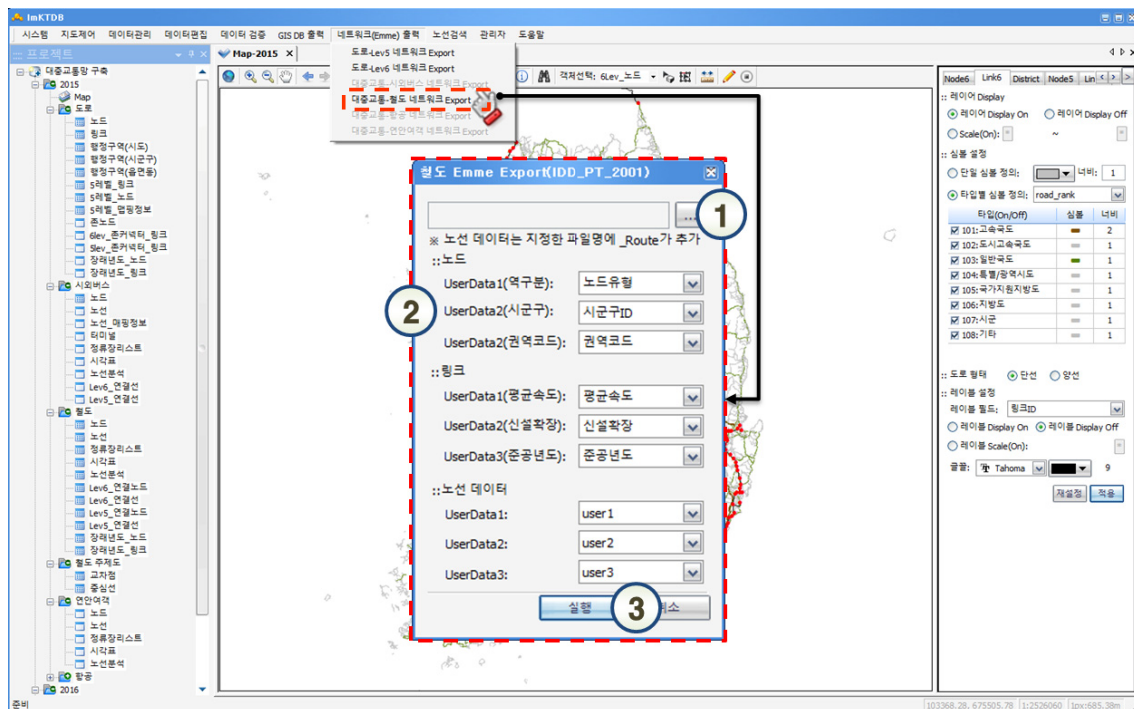 ImKTDB
시스템 지도제어 데이터관리 데이터편집 데이터 검증 GIS DB 출력 네트워크(Emme) 출력 노선검색 관리자 도움말
프로젝트
Map-2015
도로-Lev5 네트워크 Export
도로-Lev6 네트워크 Export
대중교통-시외버스 네트워크 Export
대중교통-철도 네트워크 Export
대중교통-항공 네트워크 Export
대중교통-연안여객 네트워크 Export
객체선택: 6Lev_노드
대중교통망 구축
2015
Map
도로
노드
링크
행정구역(시도)
행정구역(시군구)
행정구역(읍면동)
5레벨_링크
5레벨_노드
5레벨_맵핑정보
존노드
6lev_존커넥터_링크
5lev_존커넥터_링크
장래년도_노드
장래년도_링크
시외버스
노드
노선
노선_매핑정보
터미널
정류장리스트
시각표
Lev6_연결선
Lev5_연결선
철도
노드
노선
정류장리스트
시각표
노선분석
Lev6_연결노드
Lev6_연결선
Lev5_연결노드
Lev5_연결선
장래년도_노드
장래년도_링크
철도 주제도
교차점
중심선
연안여객
노드
노선
정류장리스트
시각표
노선분석
항공
2016
철도 Emme Export(IDD_PT_2001)
...
1
※ 노선 데이터는 지정한 파일명에 _Route가 추가
::노드
2
UserData1(역구분): 노드유형
UserData2(시군구): 시군구ID
UserData2(권역코드): 권역코드
::링크
UserData1(평균속도): 평균속도
UserData2(신설확장): 신설확장
UserData3(준공년도): 준공년도
::노선 데이터
UserData1: user1
UserData2: user2
UserData3: user3
실행 3
Node6 Link6 District Node5 Lin
:: 레이어 Display
레이어 Display On 레이어 Display Off
Scale(On): ~
:: 심볼 설정
단일 심볼 정의: 너비: 1
타입별 심볼 정의: road_rank
타입(On/Off) 심볼 너비
101:고속국도 2
102:도시고속국도 1
103:일반국도 1
104:특별/광역시도 1
105:국가지원지방도 1
106:지방도 1
107:시군 1
108:기타 1
:: 도로 형태 단선 양선
:: 레이블 설정
레이블 필드: 링크ID
레이블 Display On 레이블 Display Off
레이블 Scale(On):
글꼴: Tahoma 9
재설정 적용
준비
103368.28, 675505.78 1:2526060 1px:685.38m